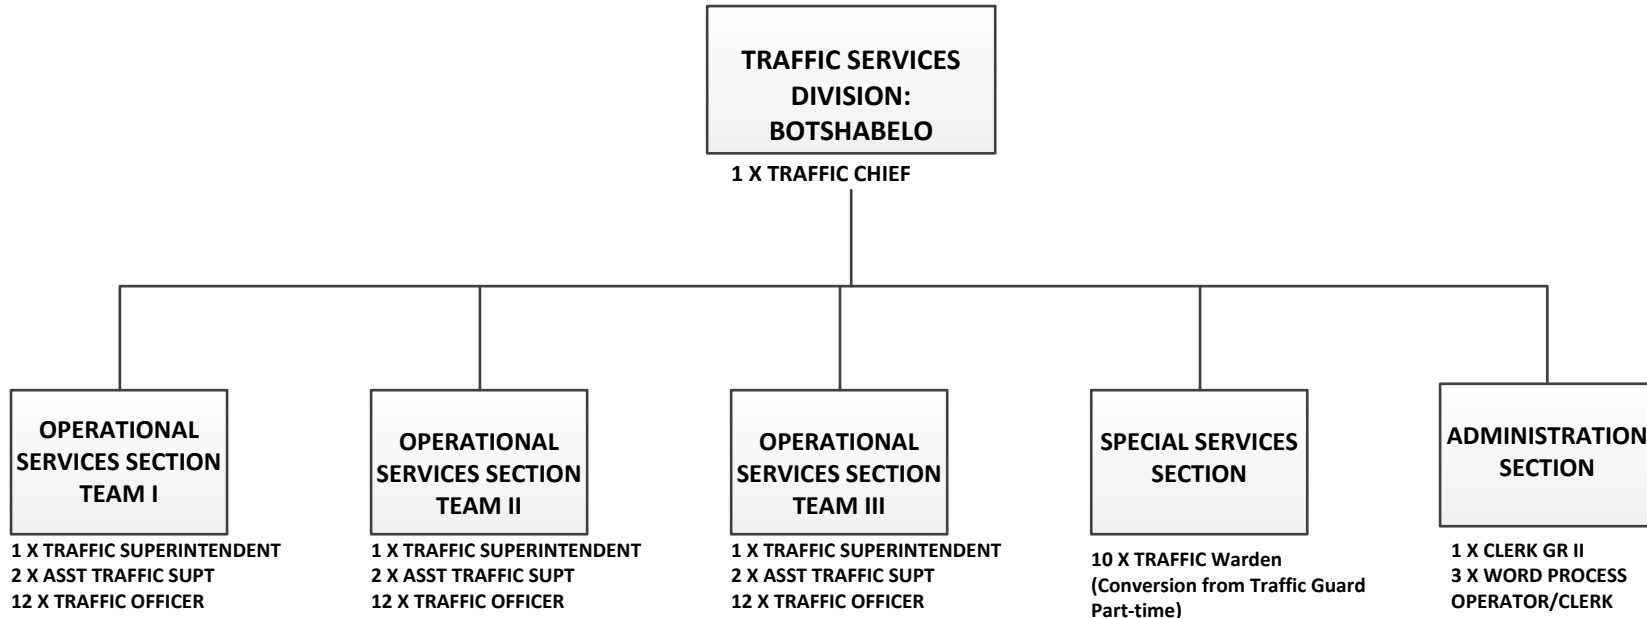 TRAFFIC SERVICES
DIVISION:
BOTSHABELO
1 X TRAFFIC CHIEF
OPERATIONAL
SERVICES SECTION
TEAM I
1 X TRAFFIC SUPERINTENDENT
2 X ASST TRAFFIC SUPT
12 X TRAFFIC OFFICER
OPERATIONAL
SERVICES SECTION
TEAM II
1 X TRAFFIC SUPERINTENDENT
2 X ASST TRAFFIC SUPT
12 X TRAFFIC OFFICER
OPERATIONAL
SERVICES SECTION
TEAM III
1 X TRAFFIC SUPERINTENDENT
2 X ASST TRAFFIC SUPT
12 X TRAFFIC OFFICER
SPECIAL SERVICES
SECTION
10 X TRAFFIC Warden
(Conversion from Traffic Guard
Part-time)
ADMINISTRATION
SECTION
1 X CLERK GR II
3 X WORD PROCESS
OPERATOR/CLERK